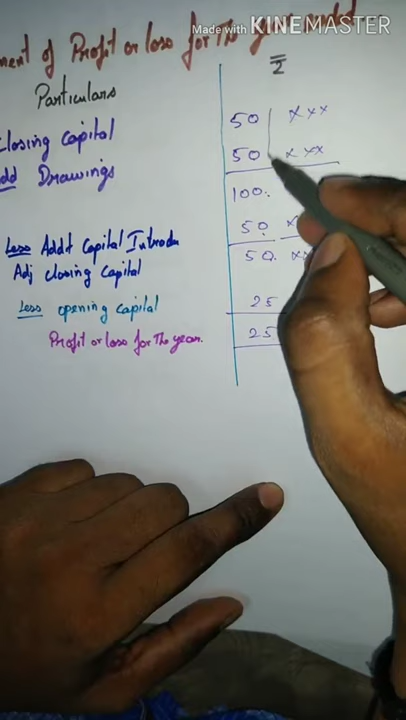 Made with KINEMASTER
ment of Profit or loss for The year
₹
Particulars
Closing Capital 50 xxx
Add Drawings 50 xxx
100.
Less Addt Capital Introdu 50.
Adj closing Capital 50. xx
Less opening capital 25
Profit or loss for The year. 25